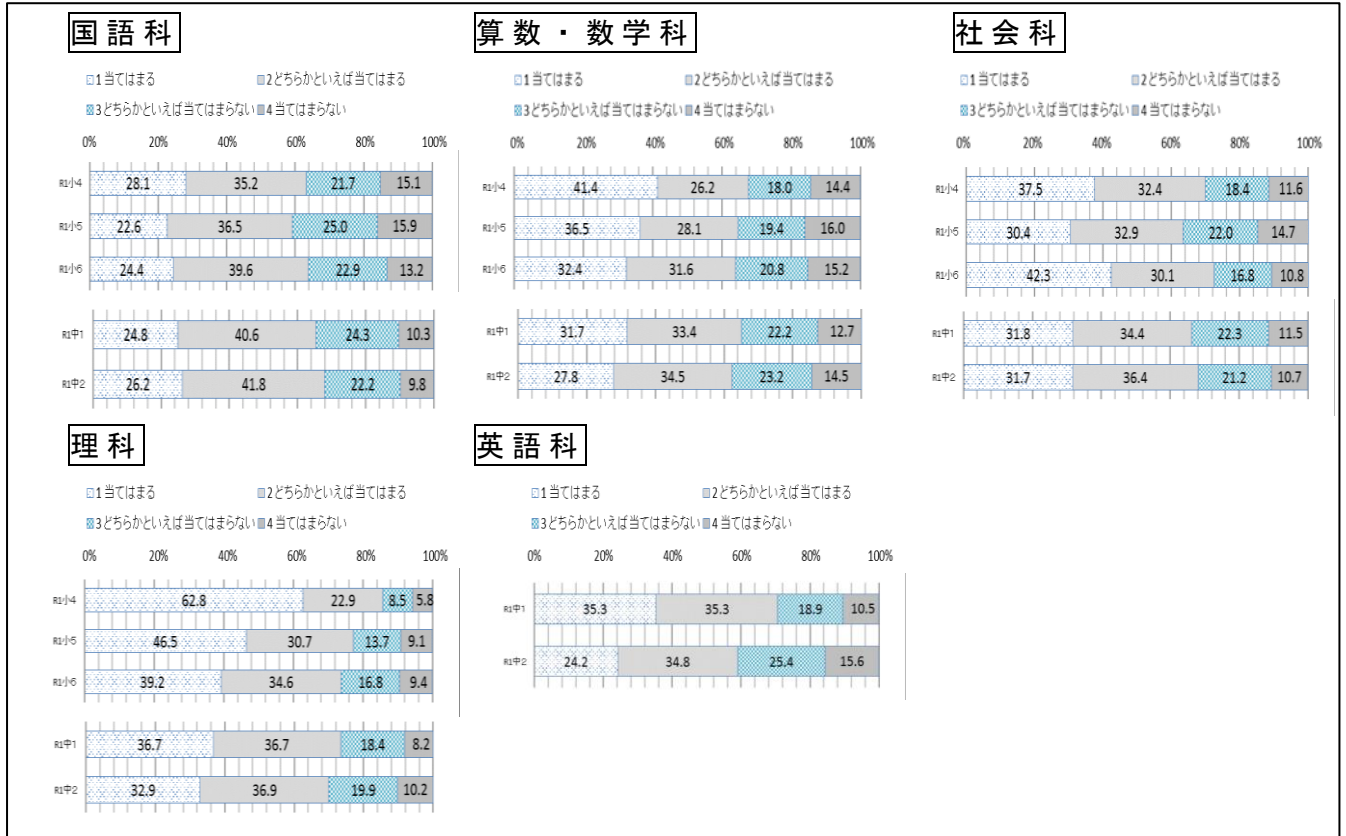 国語科
1当てはまる 2どちらかといえば当てはまる
3どちらかといえば当てはまらない 4当てはまらない
0% 20% 40% 60% 80% 100%
R1小4 28.1 35.2 21.7 15.1
R1小5 22.6 36.5 25.0 15.9
R1小6 24.4 39.6 22.9 13.2
R1中1 24.8 40.6 24.3 10.3
R1中2 26.2 41.8 22.2 9.8
算数・数学科
1当てはまる 2どちらかといえば当てはまる
3どちらかといえば当てはまらない 4当てはまらない
0% 20% 40% 60% 80% 100%
R1小4 41.4 26.2 18.0 14.4
R1小5 36.5 28.1 19.4 16.0
R1小6 32.4 31.6 20.8 15.2
R1中1 31.7 33.4 22.2 12.7
R1中2 27.8 34.5 23.2 14.5
社会科
1当てはまる 2どちらかといえば当てはまる
3どちらかといえば当てはまらない 4当てはまらない
0% 20% 40% 60% 80% 100%
R1小4 37.5 32.4 18.4 11.6
R1小5 30.4 32.9 22.0 14.7
R1小6 42.3 30.1 16.8 10.8
R1中1 31.8 34.4 22.3 11.5
R1中2 31.7 36.4 21.2 10.7
理科
1当てはまる 2どちらかといえば当てはまる
3どちらかといえば当てはまらない 4当てはまらない
0% 20% 40% 60% 80% 100%
R1小4 62.8 22.9 8.5 5.8
R1小5 46.5 30.7 13.7 9.1
R1小6 39.2 34.6 16.8 9.4
R1中1 36.7 36.7 18.4 8.2
R1中2 32.9 36.9 19.9 10.2
英語科
1当てはまる 2どちらかといえば当てはまる
3どちらかといえば当てはまらない 4当てはまらない
0% 20% 40% 60% 80% 100%
R1中1 35.3 35.3 18.9 10.5
R1中2 24.2 34.8 25.4 15.6